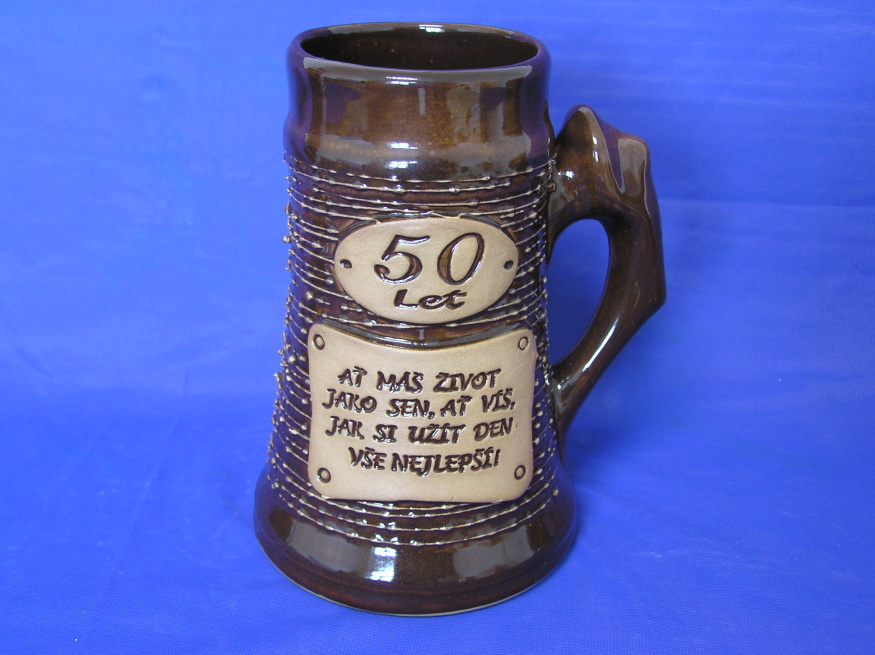 50
Let
AŤ MÁŠ ŽIVOT
JAKO SEN, AŤ VÍŠ,
JAK SI UŽÍT DEN
VŠE NEJLEPŠÍ!